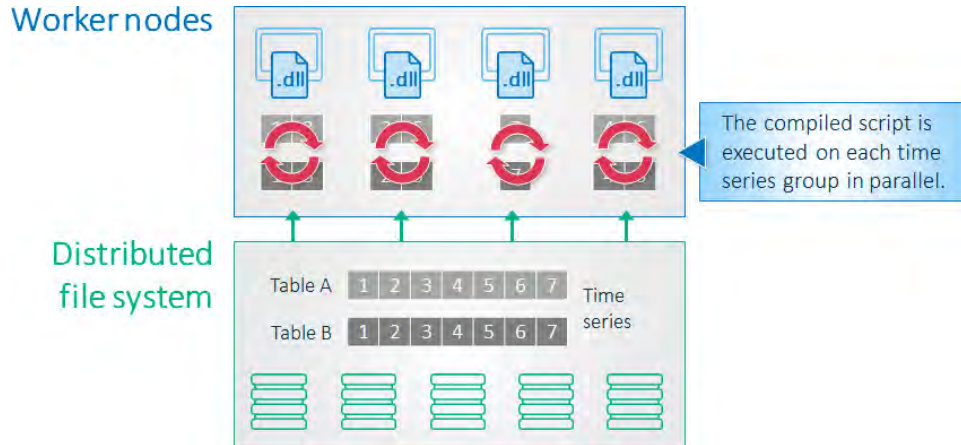 Worker nodes
.dll .dll .dll .dll
7
The compiled script is
executed on each time
series group in parallel.
Distributed
file system
Table A 1 2 3 4 5 6 7
Time
series
Table B 1 2 3 4 5 6 7